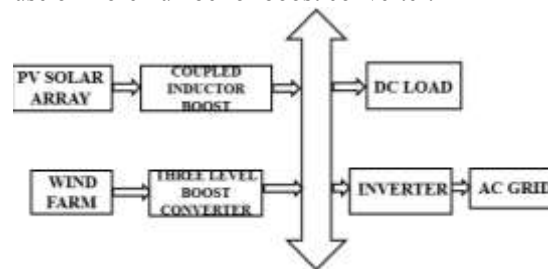 PV SOLAR
ARRAY
COUPLED
INDUCTOR
BOOST
DC LOAD
WIND
FARM
THREE LEVEL
BOOST
CONVERTER
INVERTER
AC GRID